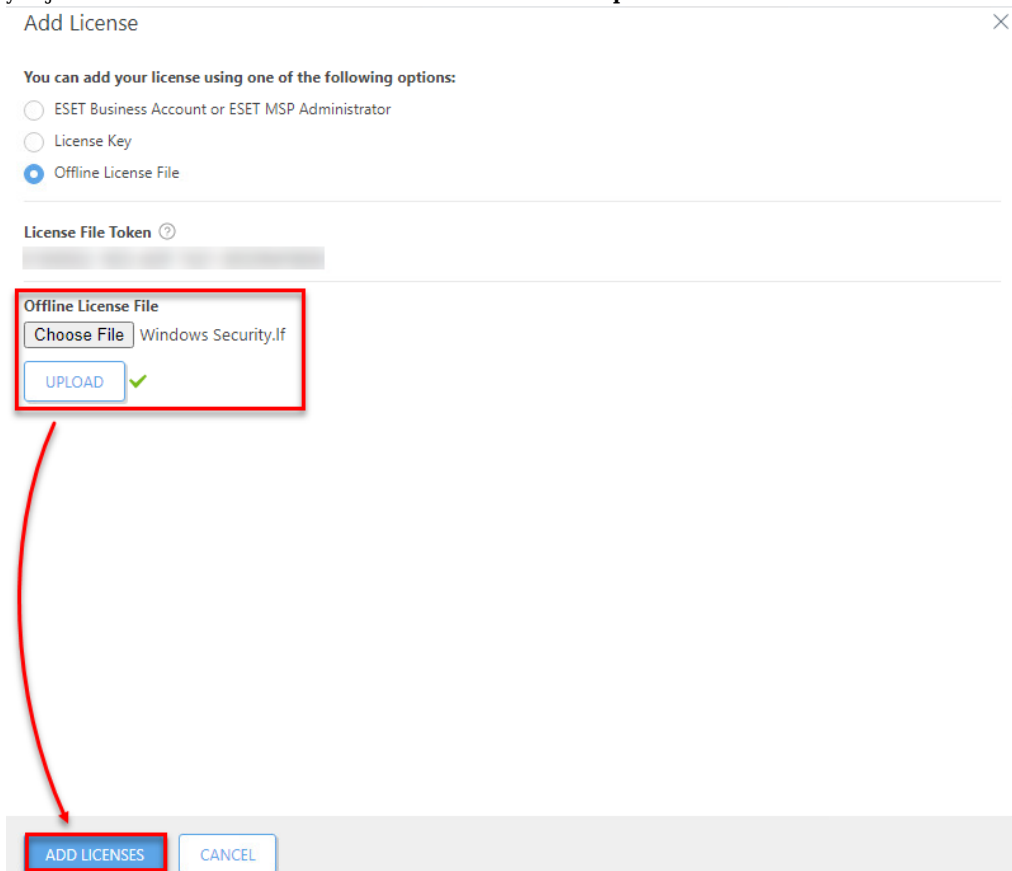 Add License
You can add your license using one of the following options:
ESET Business Account or ESET MSP Administrator
License Key
Offline License File
License File Token
Offline License File
Choose File Windows Security.lf
UPLOAD
ADD LICENSES CANCEL